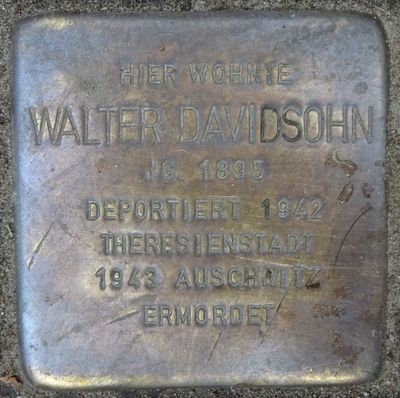 HIER WOHNTE
WALTER DAVIDSOHN
JG. 1895
DEPORTIERT 1942
THERESIENSTADT
1943 AUSCHWITZ
ERMORDET